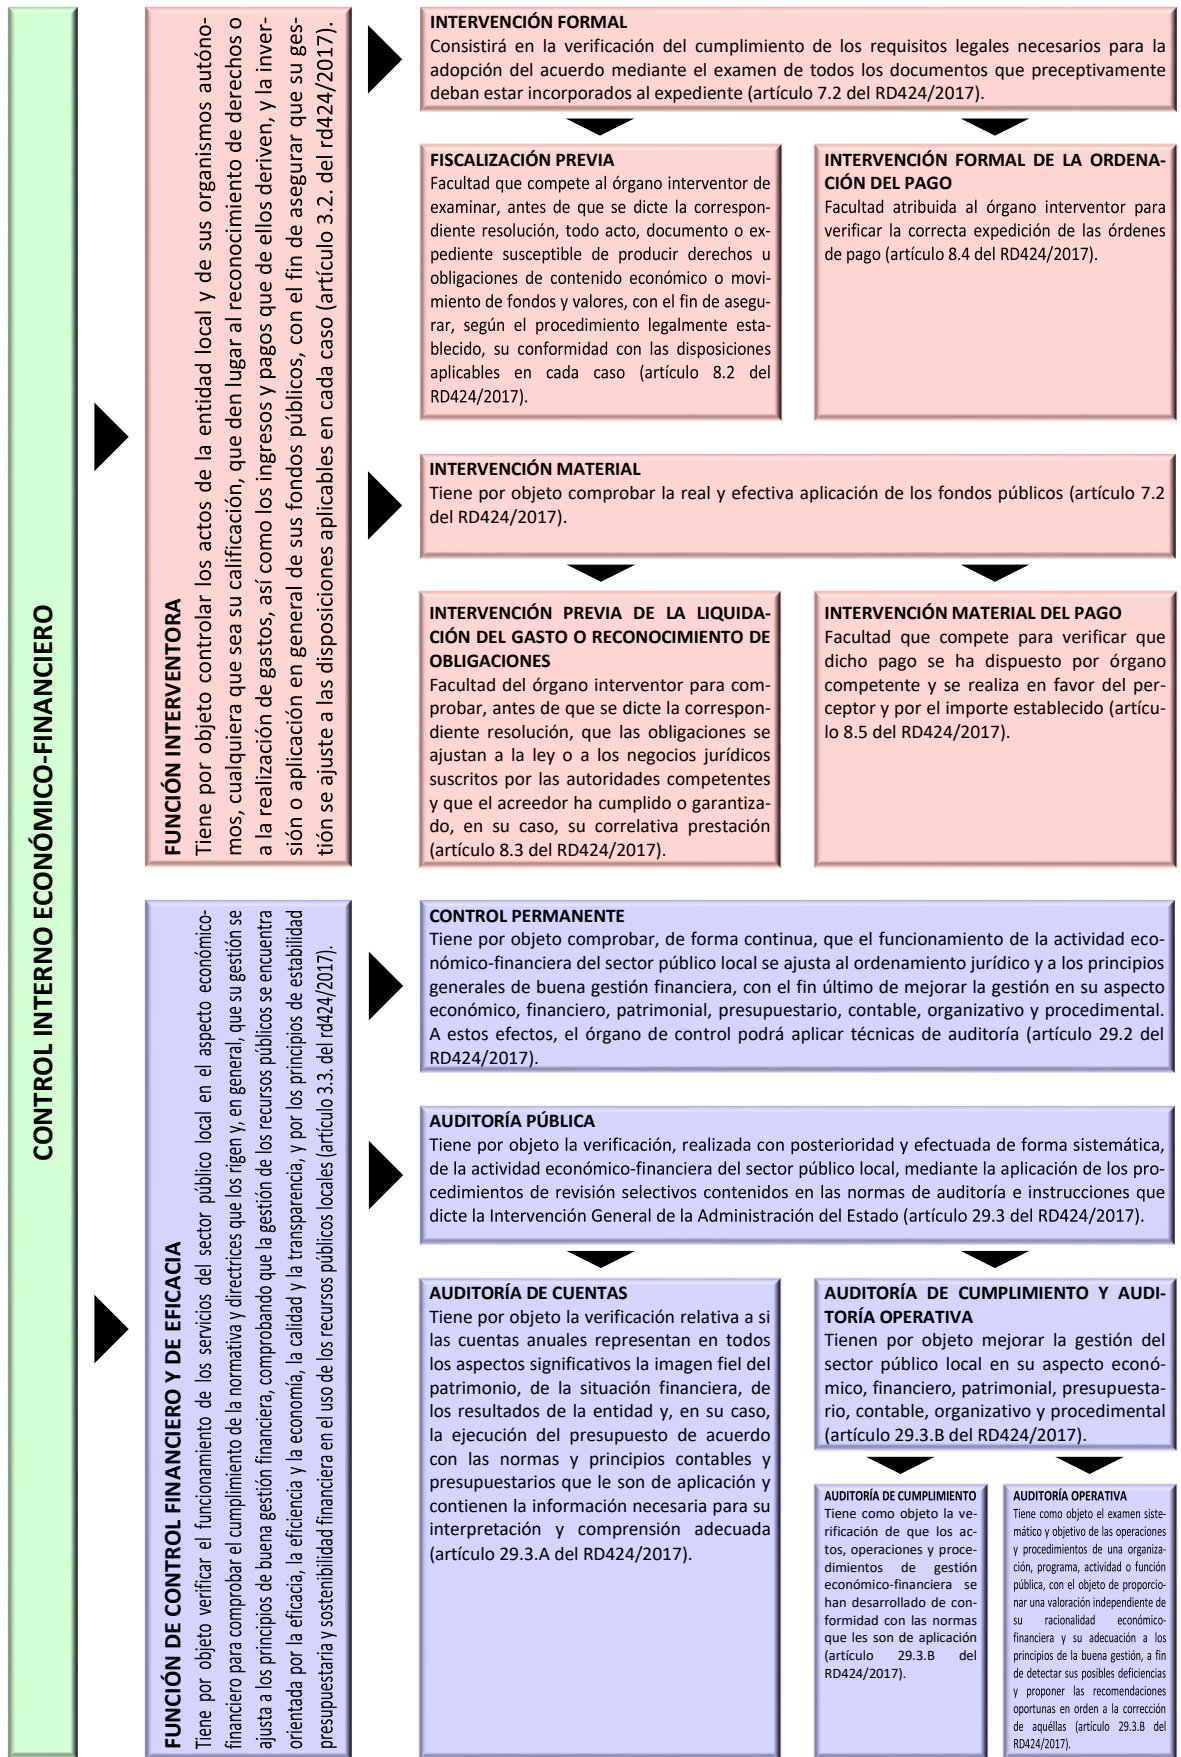 CONTROL INTERNO ECONÓMICO-FINANCIERO
FUNCIÓN INTERVENTORA
Tiene por objeto controlar los actos de la entidad local y de sus organismos autóno-
mos, cualquiera que sea su calificación, que den lugar al reconocimiento de derechos o
a la realización de gastos, así como los ingresos y pagos que de ellos deriven, y la inver-
sión o aplicación en general de sus fondos públicos, con el fin de asegurar que su ges-
tión se ajuste a las disposiciones aplicables en cada caso (artículo 3.2. del rd424/2017).
INTERVENCIÓN FORMAL
Consistirá en la verificación del cumplimiento de los requisitos legales necesarios para la
adopción del acuerdo mediante el examen de todos los documentos que preceptivamente
deban estar incorporados al expediente (artículo 7.2 del RD424/2017).
FISCALIZACIÓN PREVIA
Facultad que compete al órgano interventor de
examinar, antes de que se dicte la correspon-
diente resolución, todo acto, documento o ex-
pediente susceptible de producir derechos u
obligaciones de contenido económico o movi-
miento de fondos y valores, con el fin de asegu-
rar, según el procedimiento legalmente esta-
blecido, su conformidad con las disposiciones
aplicables en cada caso (artículo 8.2 del
RD424/2017).
INTERVENCIÓN FORMAL DE LA ORDENA-
CIÓN DEL PAGO
Facultad atribuida al órgano interventor para
verificar la correcta expedición de las órdenes
de pago (artículo 8.4 del RD424/2017).
INTERVENCIÓN MATERIAL
Tiene por objeto comprobar la real y efectiva aplicación de los fondos públicos (artículo 7.2
del RD424/2017).
INTERVENCIÓN PREVIA DE LA LIQUIDA-
CIÓN DEL GASTO O RECONOCIMIENTO DE
OBLIGACIONES
Facultad del órgano interventor para com-
probar, antes de que se dicte la correspon-
diente resolución, que las obligaciones se
ajustan a la ley o a los negocios jurídicos
suscritos por las autoridades competentes
y que el acreedor ha cumplido o garantiza-
do, en su caso, su correlativa prestación
(artículo 8.3 del RD424/2017).
INTERVENCIÓN MATERIAL DEL PAGO
Facultad que compete para verificar que
dicho pago se ha dispuesto por órgano
competente y se realiza en favor del per-
ceptor y por el importe establecido (artícu-
lo 8.5 del RD424/2017).
FUNCIÓN DE CONTROL FINANCIERO Y DE EFICACIA
Tiene por objeto verificar el funcionamiento de los servicios del sector público local en el aspecto económico-
financiero para comprobar el cumplimiento de la normativa y directrices que los rigen y, en general, que su gestión se
ajusta a los principios de buena gestión financiera, comprobando que la gestión de los recursos públicos se encuentra
orientada por la eficacia, la eficiencia y la economía, la calidad y la transparencia, y por los principios de estabilidad
presupuestaria y sostenibilidad financiera en el uso de los recursos públicos locales (artículo 3.3. del rd424/2017).
CONTROL PERMANENTE
Tiene por objeto comprobar, de forma continua, que el funcionamiento de la actividad eco-
nómico-financiera del sector público local se ajusta al ordenamiento jurídico y a los principios
generales de buena gestión financiera, con el fin último de mejorar la gestión en su aspecto
económico, financiero, patrimonial, presupuestario, contable, organizativo y procedimental.
A estos efectos, el órgano de control podrá aplicar técnicas de auditoría (artículo 29.2 del
RD424/2017).
AUDITORÍA PÚBLICA
Tiene por objeto la verificación, realizada con posterioridad y efectuada de forma sistemática,
de la actividad económico-financiera del sector público local, mediante la aplicación de los pro-
cedimientos de revisión selectivos contenidos en las normas de auditoría e instrucciones que
dicte la Intervención General de la Administración del Estado (artículo 29.3 del RD424/2017).
AUDITORÍA DE CUENTAS
Tiene por objeto la verificación relativa a si
las cuentas anuales representan en todos
los aspectos significativos la imagen fiel del
patrimonio, de la situación financiera, de
los resultados de la entidad y, en su caso,
la ejecución del presupuesto de acuerdo
con las normas y principios contables y
presupuestarios que le son de aplicación y
contienen la información necesaria para su
interpretación y comprensión adecuada
(artículo 29.3.A del RD424/2017).
AUDITORÍA DE CUMPLIMIENTO Y AUDI-
TORÍA OPERATIVA
Tienen por objeto mejorar la gestión del
sector público local en su aspecto econó-
mico, financiero, patrimonial, presupuesta-
rio, contable, organizativo y procedimental
(artículo 29.3.B del RD424/2017).
AUDITORÍA DE CUMPLIMIENTO
Tiene como objeto la ve-
rificación de que los ac-
tos, operaciones y proce-
dimientos de gestión
económico-financiera se
han desarrollado de con-
formidad con las normas
que les son de aplicación
(artículo 29.3.B del
RD424/2017).
AUDITORÍA OPERATIVA
Tiene como objeto el examen siste-
mático y objetivo de las operaciones
y procedimientos de una organiza-
ción, programa, actividad o función
pública, con el objeto de proporcio-
nar una valoración independiente de
su racionalidad económico-
financiera y su adecuación a los
principios de la buena gestión, a fin
de detectar sus posibles deficiencias
y proponer las recomendaciones
oportunas en orden a la corrección
de aquéllas (artículo 29.3.B del
RD424/2017).